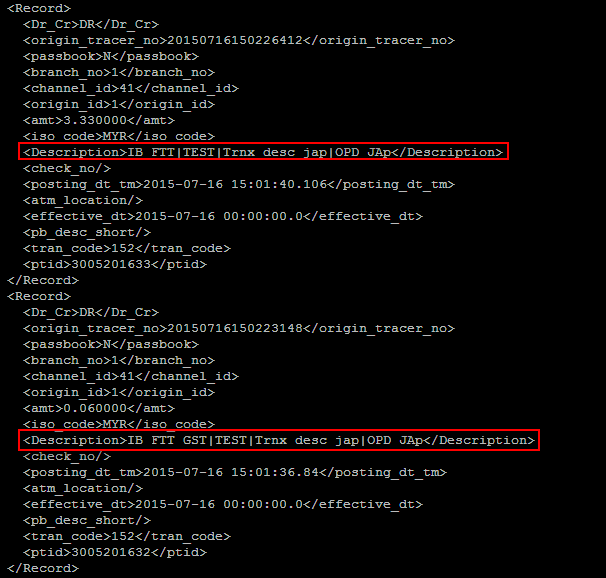 <Record>
<Dr_Cr>DR</Dr_Cr>
<origin_tracer_no>20150716150226412</origin_tracer_no>
<passbook>N</passbook>
<branch_no>1</branch_no>
<channel_id>41</channel_id>
<origin_id>1</origin_id>
<amt>3.330000</amt>
<iso_code>MYR</iso_code>
<Description>IB FTT|TEST|Trnx desc jap|OPD JAp</Description>
<check_no/>
<posting_dt_tm>2015-07-16 15:01:40.106</posting_dt_tm>
<atm_location/>
<effective_dt>2015-07-16 00:00:00.0</effective_dt>
<pb_desc_short/>
<tran_code>152</tran_code>
<ptid>3005201633</ptid>
</Record>
<Record>
<Dr_Cr>DR</Dr_Cr>
<origin_tracer_no>20150716150223148</origin_tracer_no>
<passbook>N</passbook>
<branch_no>1</branch_no>
<channel_id>41</channel_id>
<origin_id>1</origin_id>
<amt>0.060000</amt>
<iso_code>MYR</iso_code>
<Description>IB FTT GST|TEST|Trnx desc jap|OPD JAp</Description>
<check_no/>
<posting_dt_tm>2015-07-16 15:01:36.84</posting_dt_tm>
<atm_location/>
<effective_dt>2015-07-16 00:00:00.0</effective_dt>
<pb_desc_short/>
<tran_code>152</tran_code>
<ptid>3005201632</ptid>
</Record>